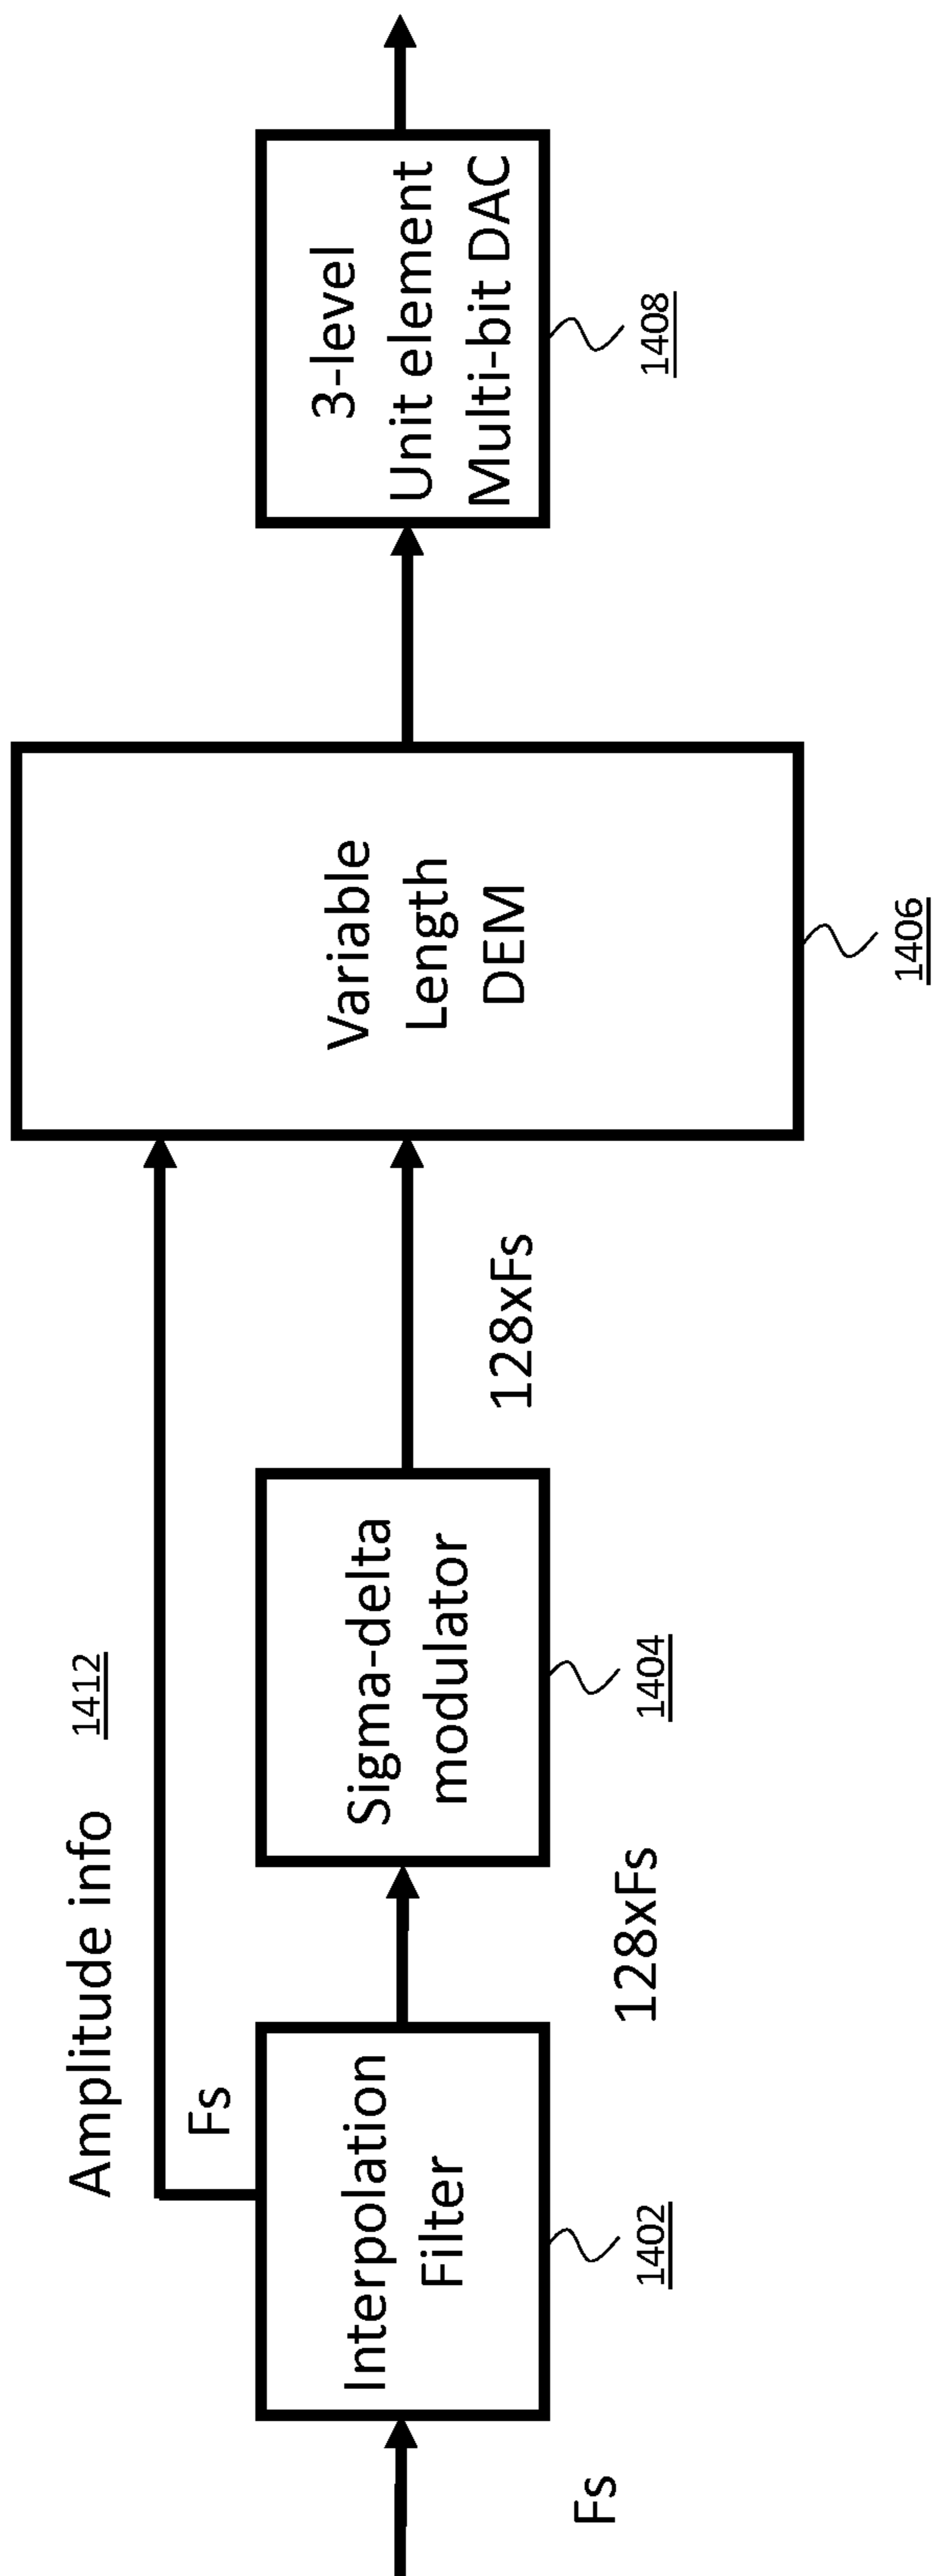 Amplitude info 1412
Fs
Fs
Interpolation
Filter
1402
128xFs
Sigma-delta
modulator
1404
128xFs
Variable
Length
DEM
1406
3-level
Unit element
Multi-bit DAC
1408